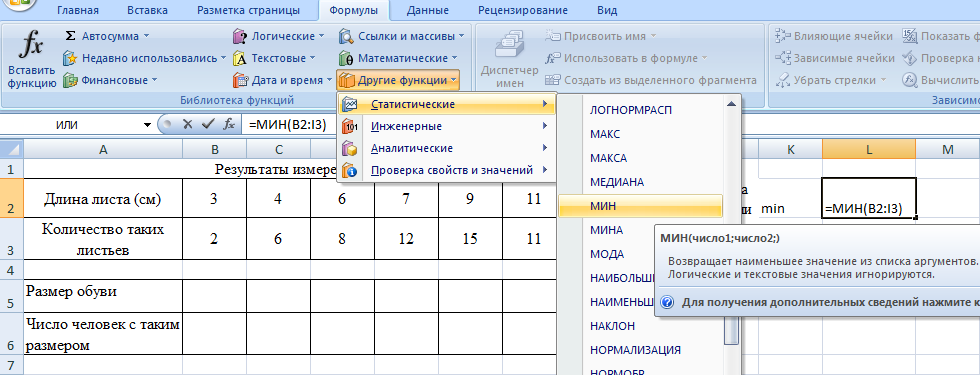 Главная Вставка Разметка страницы Формулы Данные Рецензирование Вид
fx Σ Автосумма Логические Ссылки и массивы Присвоить имя Влияющие ячейки Показать ф
Вставить функцию Недавно использовались Текстовые Математические Диспетчер имен Использовать в формуле Зависимые ячейки Проверка
Финансовые Дата и время Другие функции Создать из выделенного фрагмента Убрать стрелки Вычислить
Библиотека функций Зависимос
Статистические
Инженерные
Аналитические
Проверка свойств и значений
ИЛИ fx =МИН(B2:I3)
A B C K L M
1 Результаты измере
2 Длина листа (см) 3 4 6 7 9 11 min =МИН(B2:I3)
3 Количество таких листьев 2 6 8 12 15 11
4
5 Размер обуви
6 Число человек с таким размером
7
ЛОГНОРМРАСП
МАКС
МАКСА
МЕДИАНА
МИН
МИНА
МОДА
НАИБОЛЬШ
НАИМЕНЬШ
НАКЛОН
НОРМАЛИЗАЦИЯ
НОРМОБР
МИН(число1;число2;)
Возвращает наименьшее значение из списка аргументов.
Логические и текстовые значения игнорируются.
Для получения дополнительных сведений нажмите к